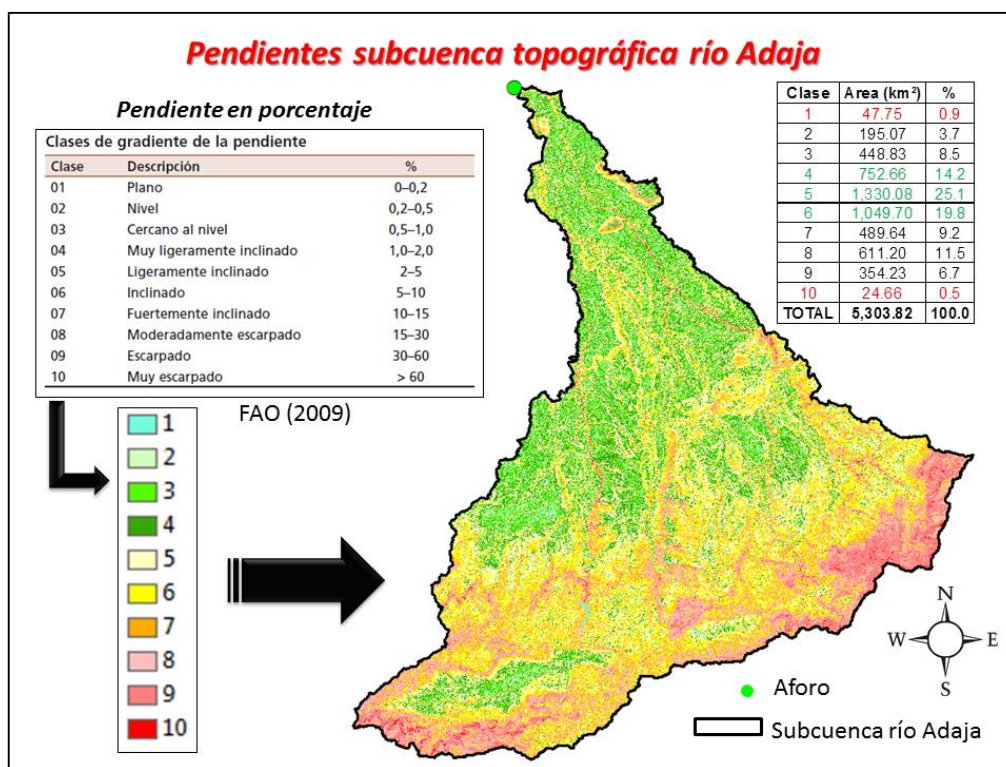 Pendientes subcuenca topográfica río Adaja
Pendiente en porcentaje
Clases de gradiente de la pendiente
Clase Descripción %
01 Plano 0–0,2
02 Nivel 0,2–0,5
03 Cercano al nivel 0,5–1,0
04 Muy ligeramente inclinado 1,0–2,0
05 Ligeramente inclinado 2–5
06 Inclinado 5–10
07 Fuertemente inclinado 10–15
08 Moderadamente escarpado 15–30
09 Escarpado 30–60
10 Muy escarpado > 60
FAO (2009)
Clase Area (km²) %
1 47.75 0.9
2 195.07 3.7
3 448.83 8.5
4 752.66 14.2
5 1,330.08 25.1
6 1,049.70 19.8
7 489.64 9.2
8 611.20 11.5
9 354.23 6.7
10 24.66 0.5
TOTAL 5,303.82 100.0
1
2
3
4
5
6
7
8
9
10
N
W E
S
Aforo
Subcuenca río Adaja